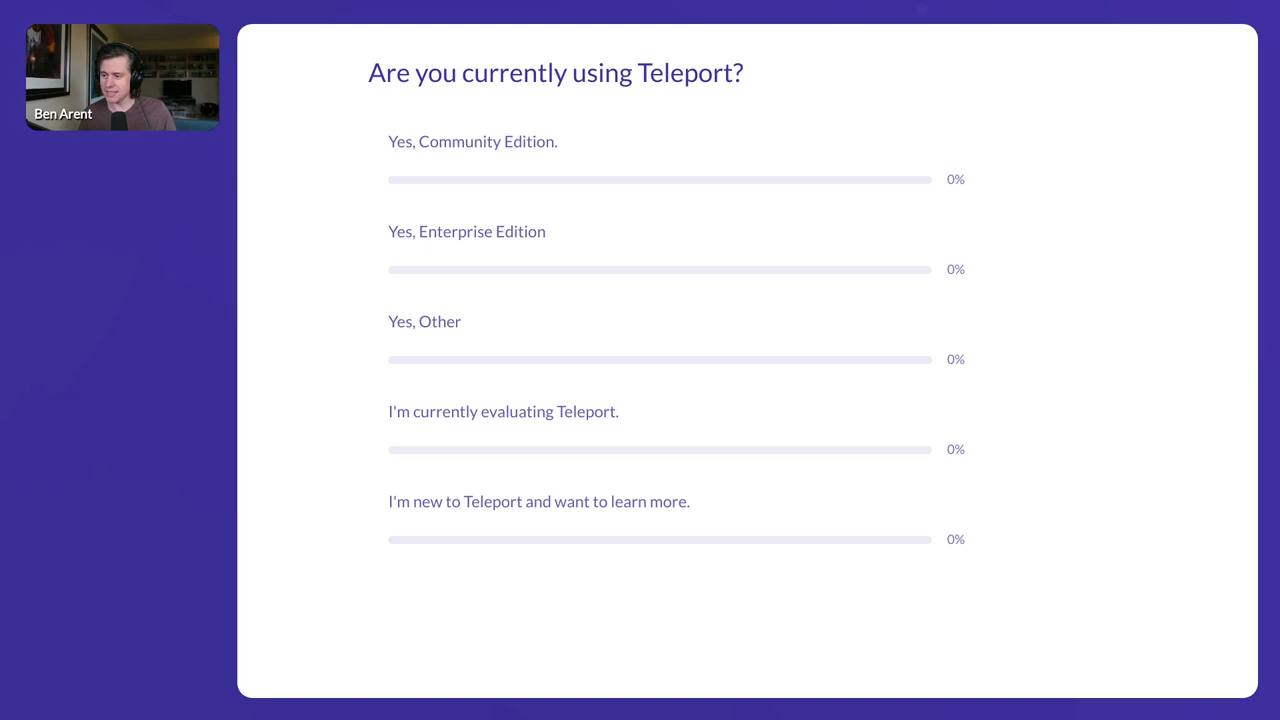 Ben Arent
Are you currently using Teleport?
Yes, Community Edition.
0%
Yes, Enterprise Edition
0%
Yes, Other
0%
I'm currently evaluating Teleport.
0%
I'm new to Teleport and want to learn more.
0%